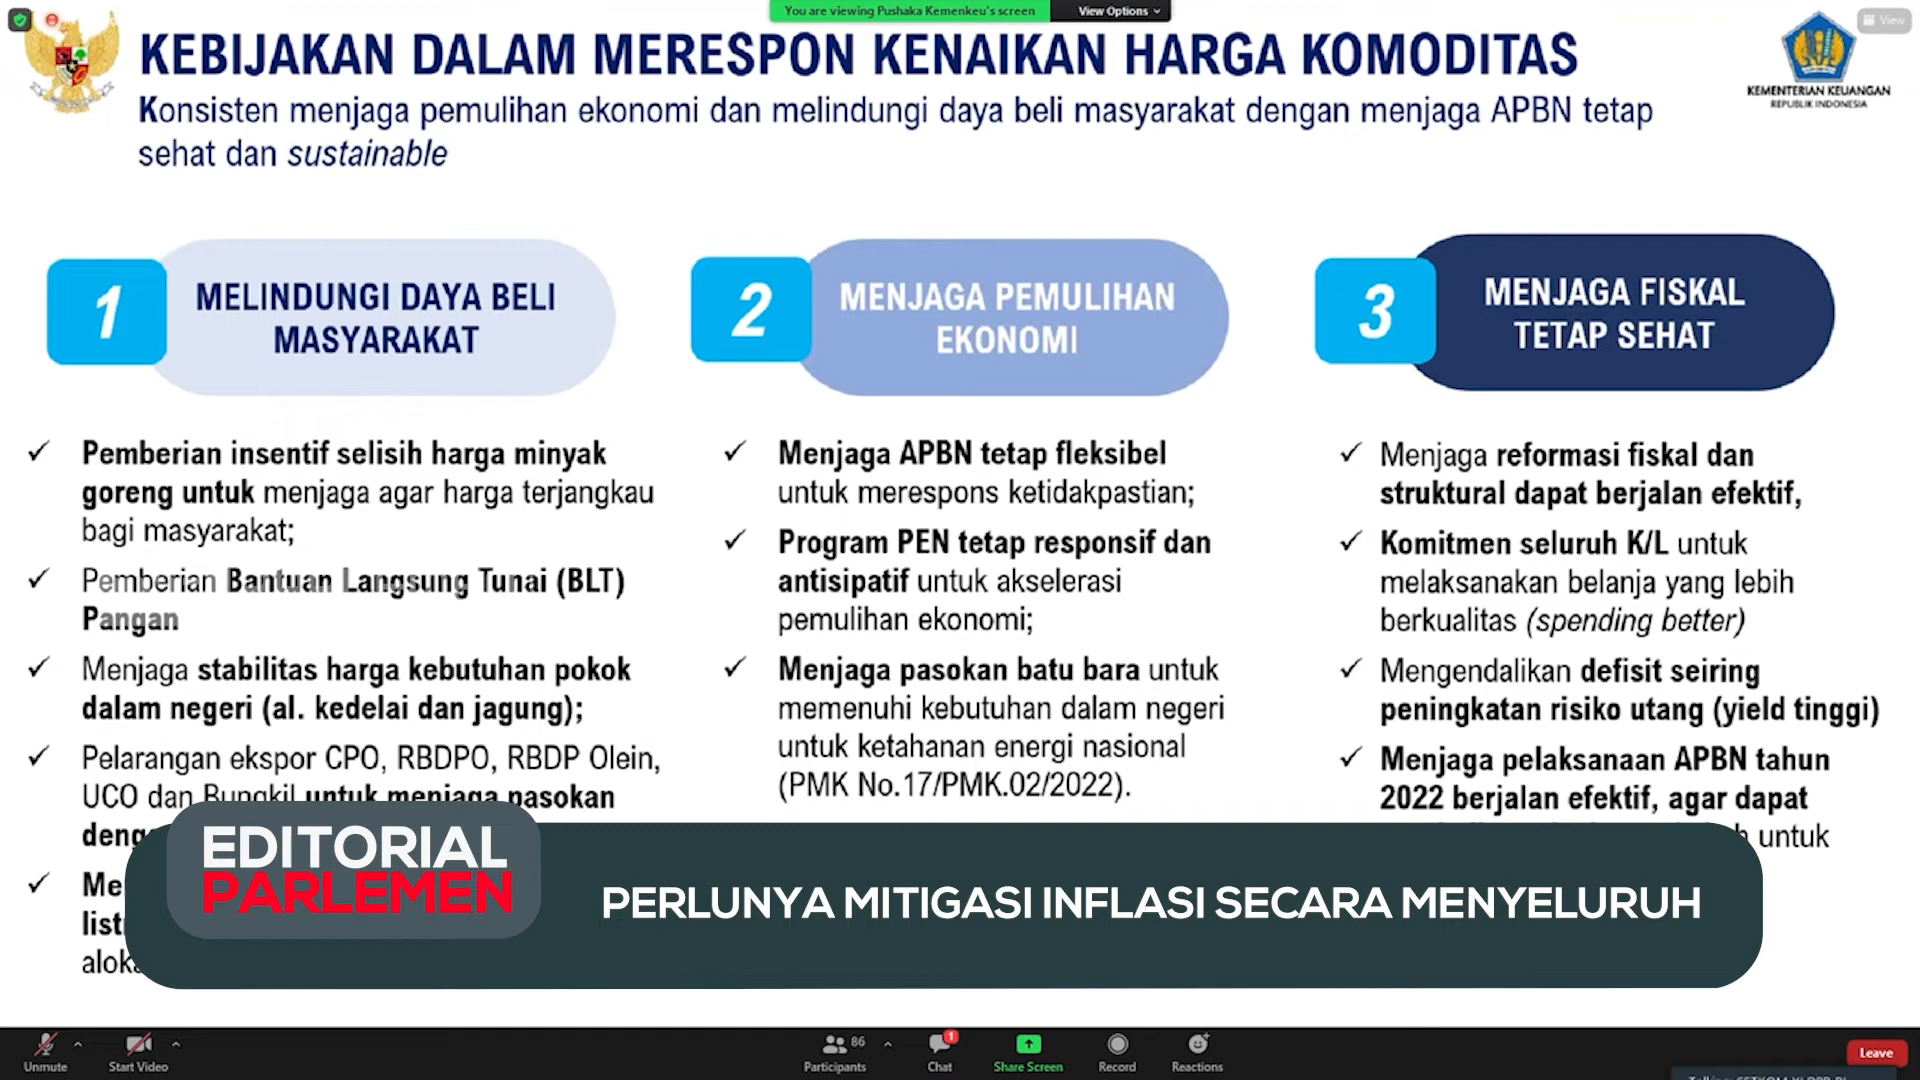 You are viewing Pushaka Kemenkeu's screen
View Options
View
KEBIJAKAN DALAM MERESPON KENAIKAN HARGA KOMODITAS
Konsisten menjaga pemulihan ekonomi dan melindungi daya beli masyarakat dengan menjaga APBN tetap
sehat dan sustainable
KEMENTERIAN KEUANGAN
REPUBLIK INDONESIA
1
MELINDUNGI DAYA BELI
MASYARAKAT
Pemberian insentif selisih harga minyak
goreng untuk menjaga agar harga terjangkau
bagi masyarakat;
Pemberian Bantuan Langsung Tunai (BLT)
Pangan
Menjaga stabilitas harga kebutuhan pokok
dalam negeri (al. kedelai dan jagung);
Pelarangan ekspor CPO, RBDPO, RBDP Olein,
UCO dan Bungkil untuk menjaga pasokan
2
MENJAGA PEMULIHAN
EKONOMI
Menjaga APBN tetap fleksibel
untuk merespons ketidakpastian;
Program PEN tetap responsif dan
antisipatif untuk akselerasi
pemulihan ekonomi;
Menjaga pasokan batu bara untuk
memenuhi kebutuhan dalam negeri
untuk ketahanan energi nasional
(PMK No.17/PMK.02/2022).
3
MENJAGA FISKAL
TETAP SEHAT
Menjaga reformasi fiskal dan
struktural dapat berjalan efektif,
Komitmen seluruh K/L untuk
melaksanakan belanja yang lebih
berkualitas (spending better)
Mengendalikan defisit seiring
peningkatan risiko utang (yield tinggi)
Menjaga pelaksanaan APBN tahun
2022 berjalan efektif, agar dapat
untuk
EDITORIAL
PARLEMEN
PERLUNYA MITIGASI INFLASI SECARA MENYELURUH
Unmute
Start Video
86
Participants
1
Chat
Share Screen
Record
Reactions
Leave